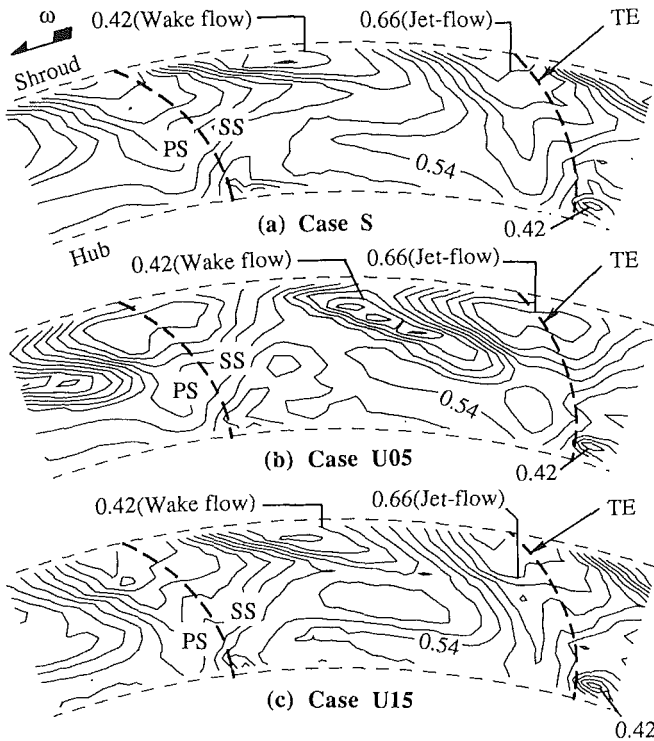 ω
0.42(Wake flow)
0.66(Jet-flow)
TE
Shroud
SS
PS
0.54
(a) Case S
0.42
Hub
0.42(Wake flow)
0.66(Jet-flow)
TE
SS
PS
0.54
(b) Case U05
0.42
0.42(Wake flow)
0.66(Jet-flow)
TE
SS
PS
0.54
(c) Case U15
0.42